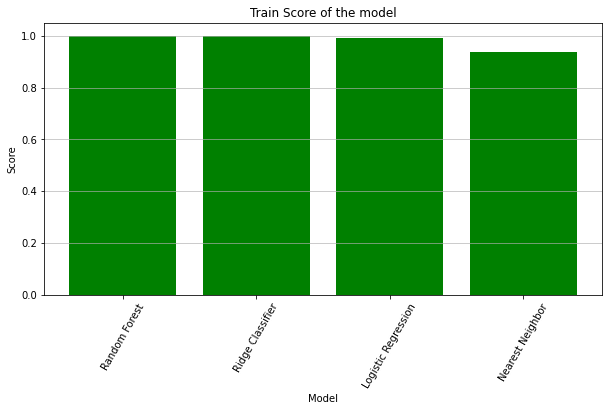 Train Score of the model
Score
1.0
0.8
0.6
0.4
0.2
0.0
Random Forest
Ridge Classifier
Logistic Regression
Nearest Neighbor
Model